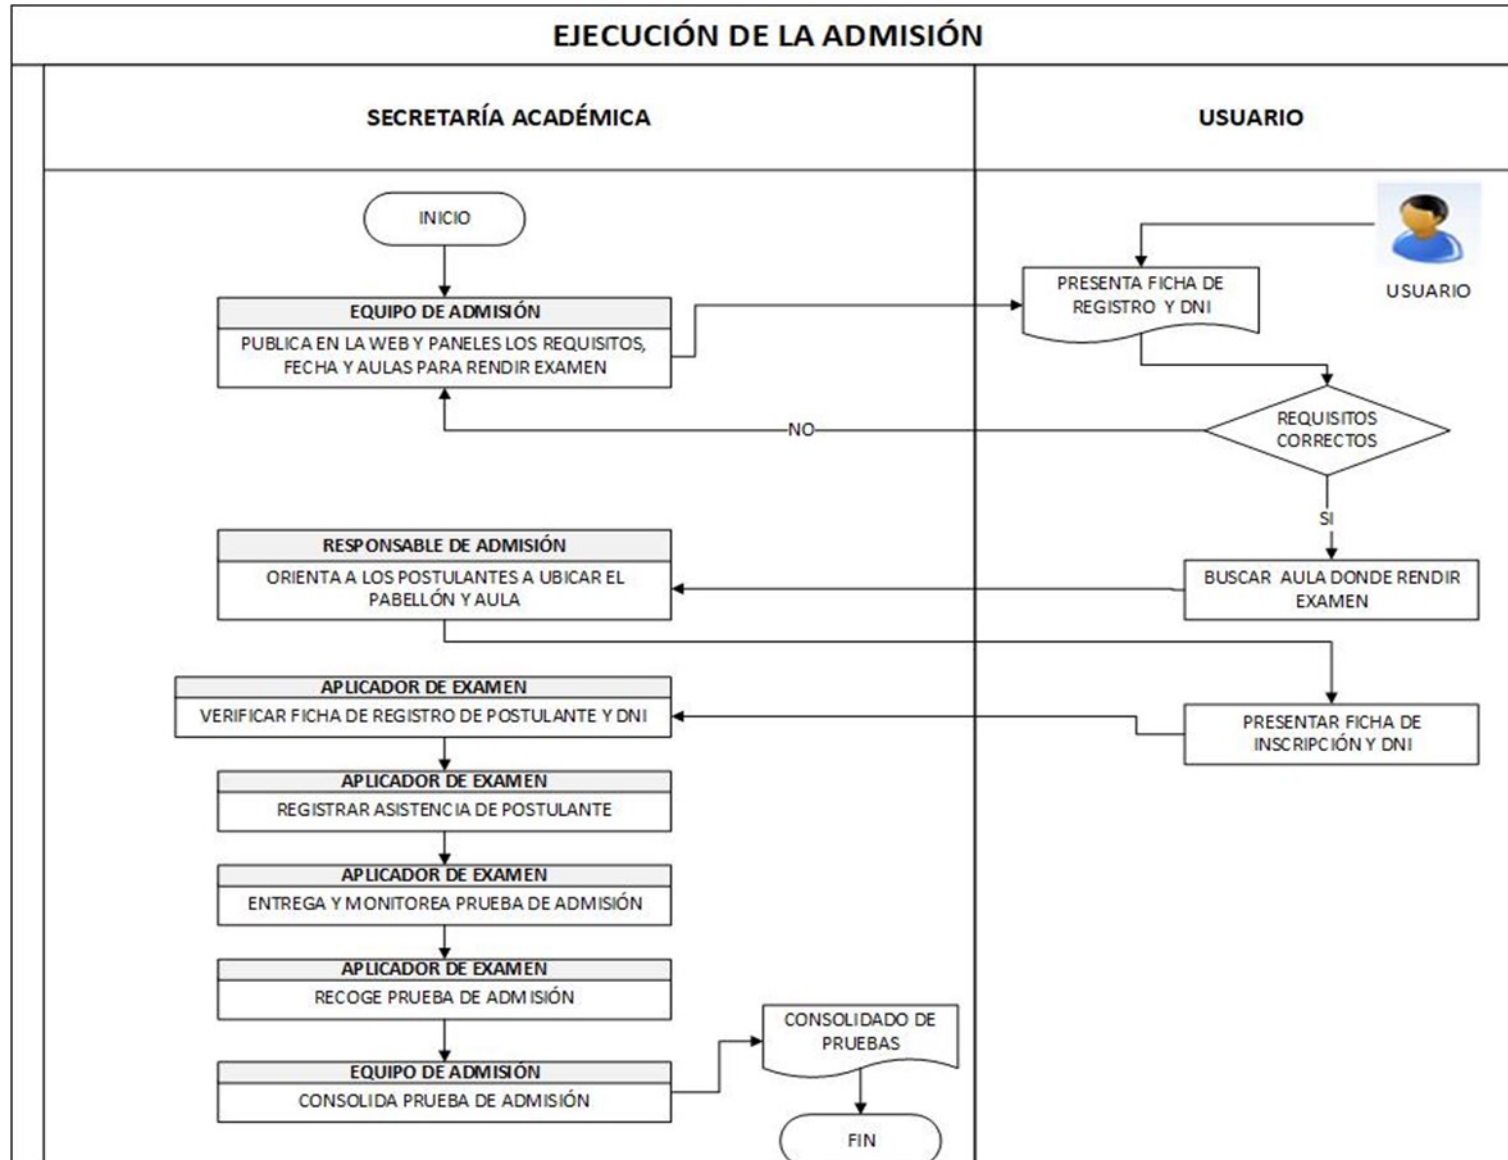 EJECUCIÓN DE LA ADMISIÓN
SECRETARÍA ACADÉMICA
USUARIO
INICIO
USUARIO
PRESENTA FICHA DE
REGISTRO Y DNI
EQUIPO DE ADMISIÓN
PUBLICA EN LA WEB Y PANELES LOS REQUISITOS,
FECHA Y AULAS PARA RENDIR EXAMEN
REQUISITOS
CORRECTOS
NO
SI
RESPONSABLE DE ADMISIÓN
ORIENTA A LOS POSTULANTES A UBICAR EL
PABELLÓN Y AULA
BUSCAR AULA DONDE RENDIR
EXAMEN
APLICADOR DE EXAMEN
VERIFICAR FICHA DE REGISTRO DE POSTULANTE Y DNI
PRESENTAR FICHA DE
INSCRIPCIÓN Y DNI
APLICADOR DE EXAMEN
REGISTRAR ASISTENCIA DE POSTULANTE
APLICADOR DE EXAMEN
ENTREGA Y MONITOREA PRUEBA DE ADMISIÓN
APLICADOR DE EXAMEN
RECOGE PRUEBA DE ADMISIÓN
CONSOLIDADO DE
PRUEBAS
EQUIPO DE ADMISIÓN
CONSOLIDA PRUEBA DE ADMISIÓN
FIN